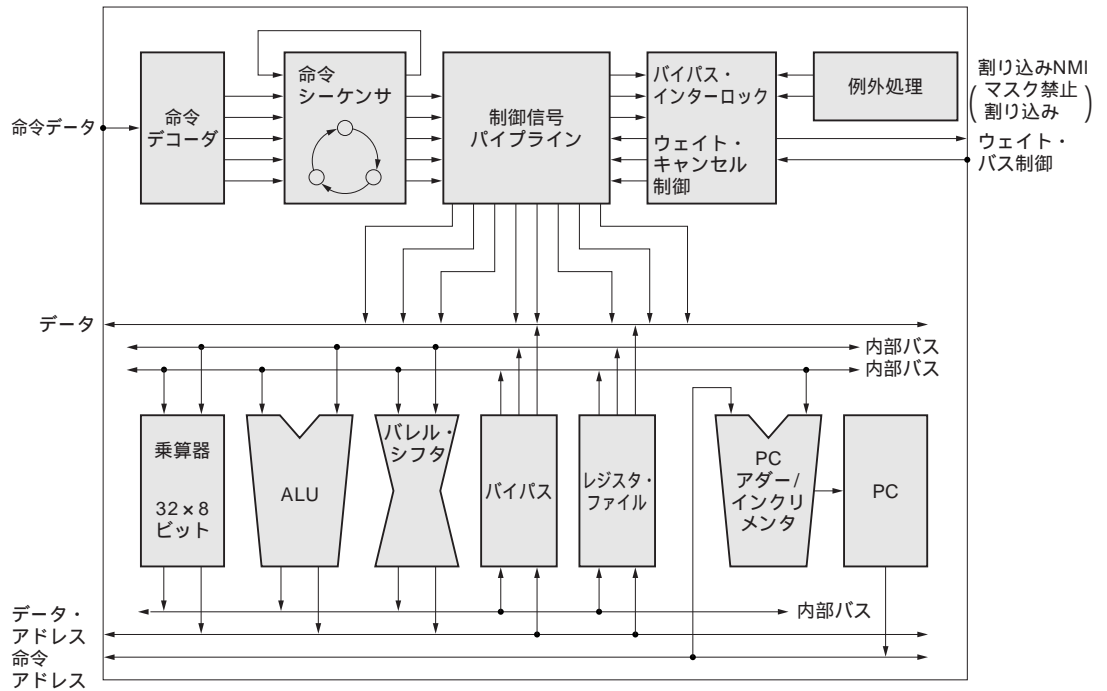 命令データ
命令
デコーダ
命令
シーケンサ
制御信号
パイプライン
バイパス・
インターロック
ウェイト・
キャンセル
制御
例外処理
割り込みNMI
(マスク禁止
割り込み)
ウェイト・
バス制御
データ
内部バス
内部バス
乗算器
32×8
ビット
ALU
バレル・
シフタ
バイパス
レジスタ・
ファイル
PC
アダー/
インクリ
メンタ
PC
内部バス
データ・
アドレス
命令
アドレス